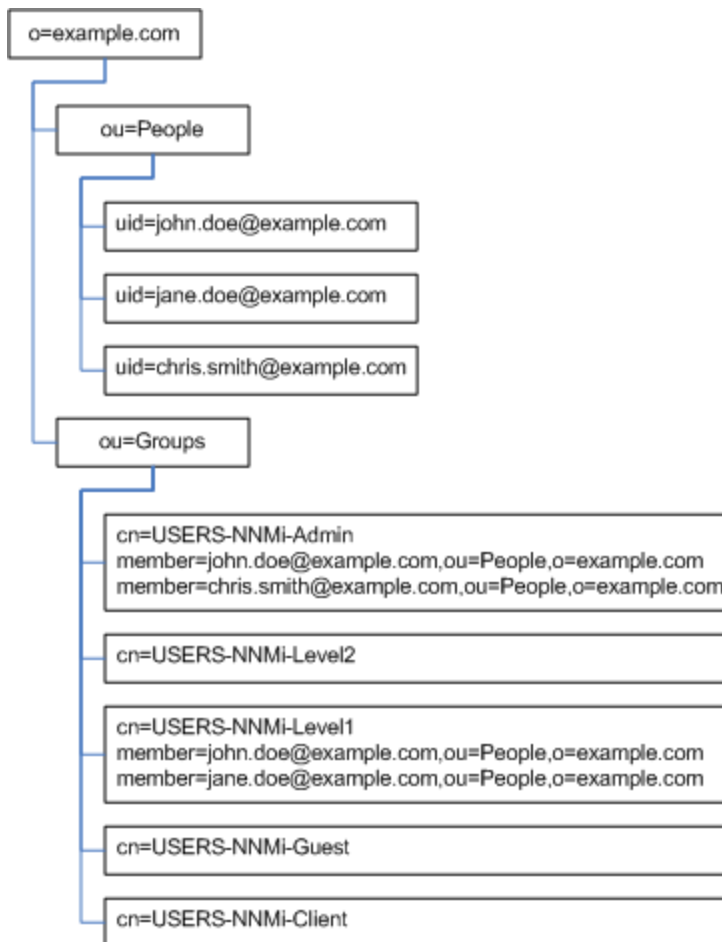 o=example.com
ou=People
uid=john.doe@example.com
uid=jane.doe@example.com
uid=chris.smith@example.com
ou=Groups
cn=USERS-NNMi-Admin
member=john.doe@example.com,ou=People,o=example.com
member=chris.smith@example.com,ou=People,o=example.com
cn=USERS-NNMi-Level2
cn=USERS-NNMi-Level1
member=john.doe@example.com,ou=People,o=example.com
member=jane.doe@example.com,ou=People,o=example.com
cn=USERS-NNMi-Guest
cn=USERS-NNMi-Client